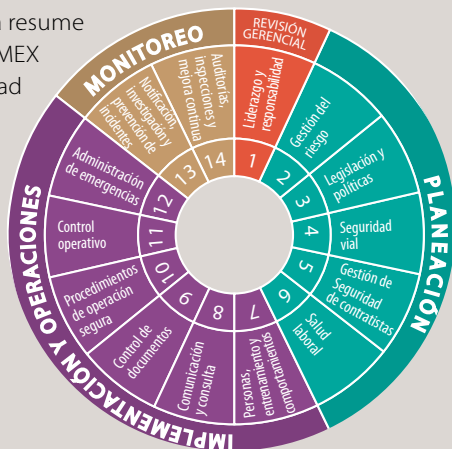 resume
MEX
ad
REVISIÓN
GERENCIAL
Liderazgo y
responsabilidad
1
PLANEACIÓN
Gestión del
riesgo
2
Legislación y
políticas
3
Seguridad
vial
4
Gestión de
Seguridad
de contratistas
5
Salud
laboral
6
IMPLEMENTACIÓN Y OPERACIONES
Personas,
entrenamiento y
comportamientos
7
Comunicación
y consulta
8
Control de
documentos
9
Procedimientos
de operación
segura
10
Control
operativo
11
Administración
de emergencias
12
MONITOREO
Notificación,
investigación y
prevención de
incidentes
13
Auditorías,
inspecciones y
mejora continua
14